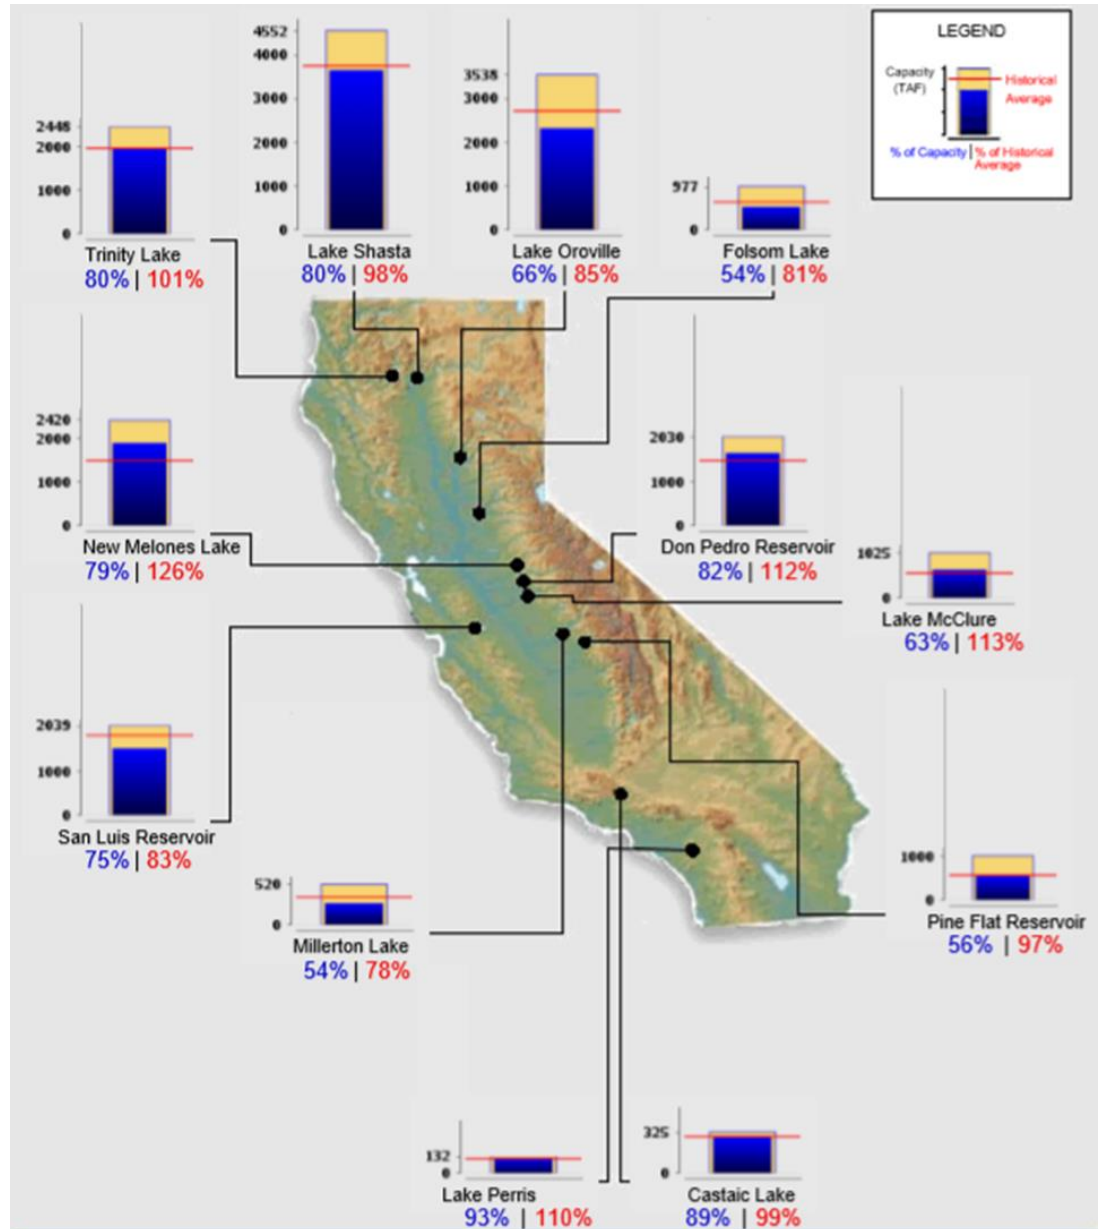 4552
4000
3000
2000
1000
0
Lake Shasta
80% | 98%
3538
3000
2000
1000
0
Lake Oroville
66% | 85%
LEGEND
Capacity
(TAF)
Historical
Average
% of Capacity | % of Historical
Average
2448
2000
1000
0
Trinity Lake
80% | 101%
977
0
Folsom Lake
54% | 81%
2420
2000
1000
0
New Melones Lake
79% | 126%
2030
1000
0
Don Pedro Reservoir
82% | 112%
1025
0
Lake McClure
63% | 113%
2039
1000
0
San Luis Reservoir
75% | 83%
520
0
Millerton Lake
54% | 78%
1000
0
Pine Flat Reservoir
56% | 97%
132
0
Lake Perris
93% | 110%
325
0
Castaic Lake
89% | 99%